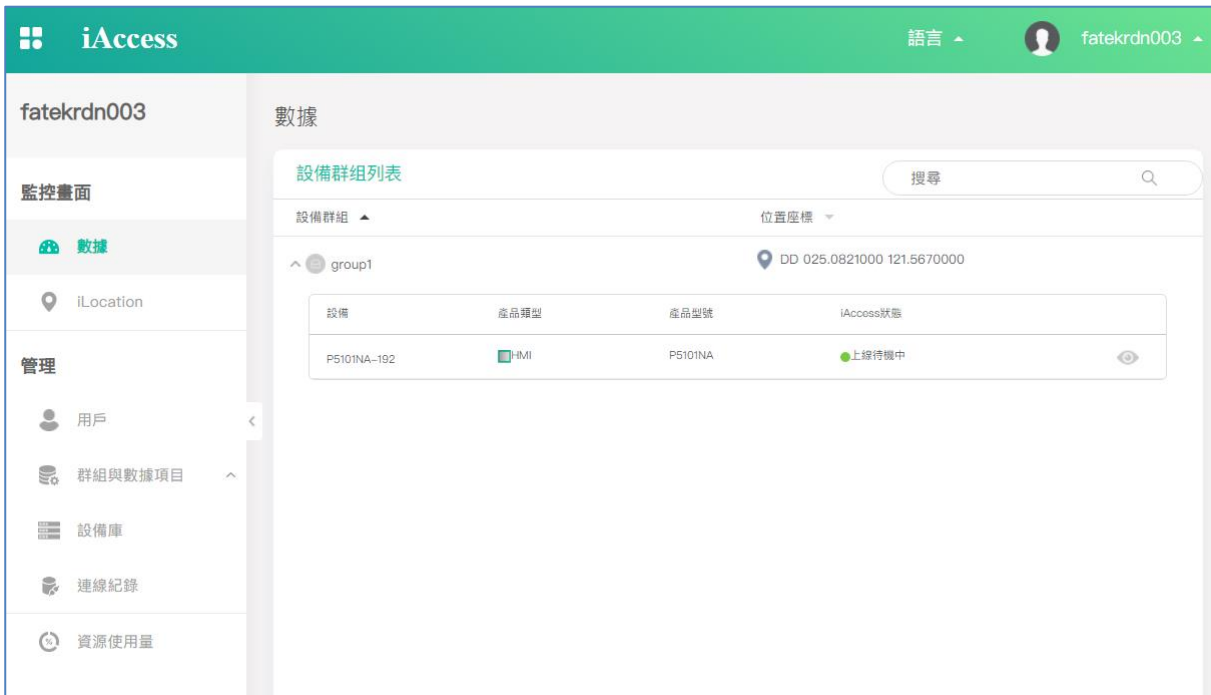 iAccess
語言
fatekrdn003
fatekrdn003
監控畫面
數據
iLocation
管理
用戶
群組與數據項目
設備庫
連線紀錄
資源使用量
數據
設備群组列表
搜尋
設備群組 位置座標
group1 DD 025.0821000 121.5670000
設備 產品類型 產品型號 iAccess狀態
P5101NA-192 HMI P5101NA 上線待機中